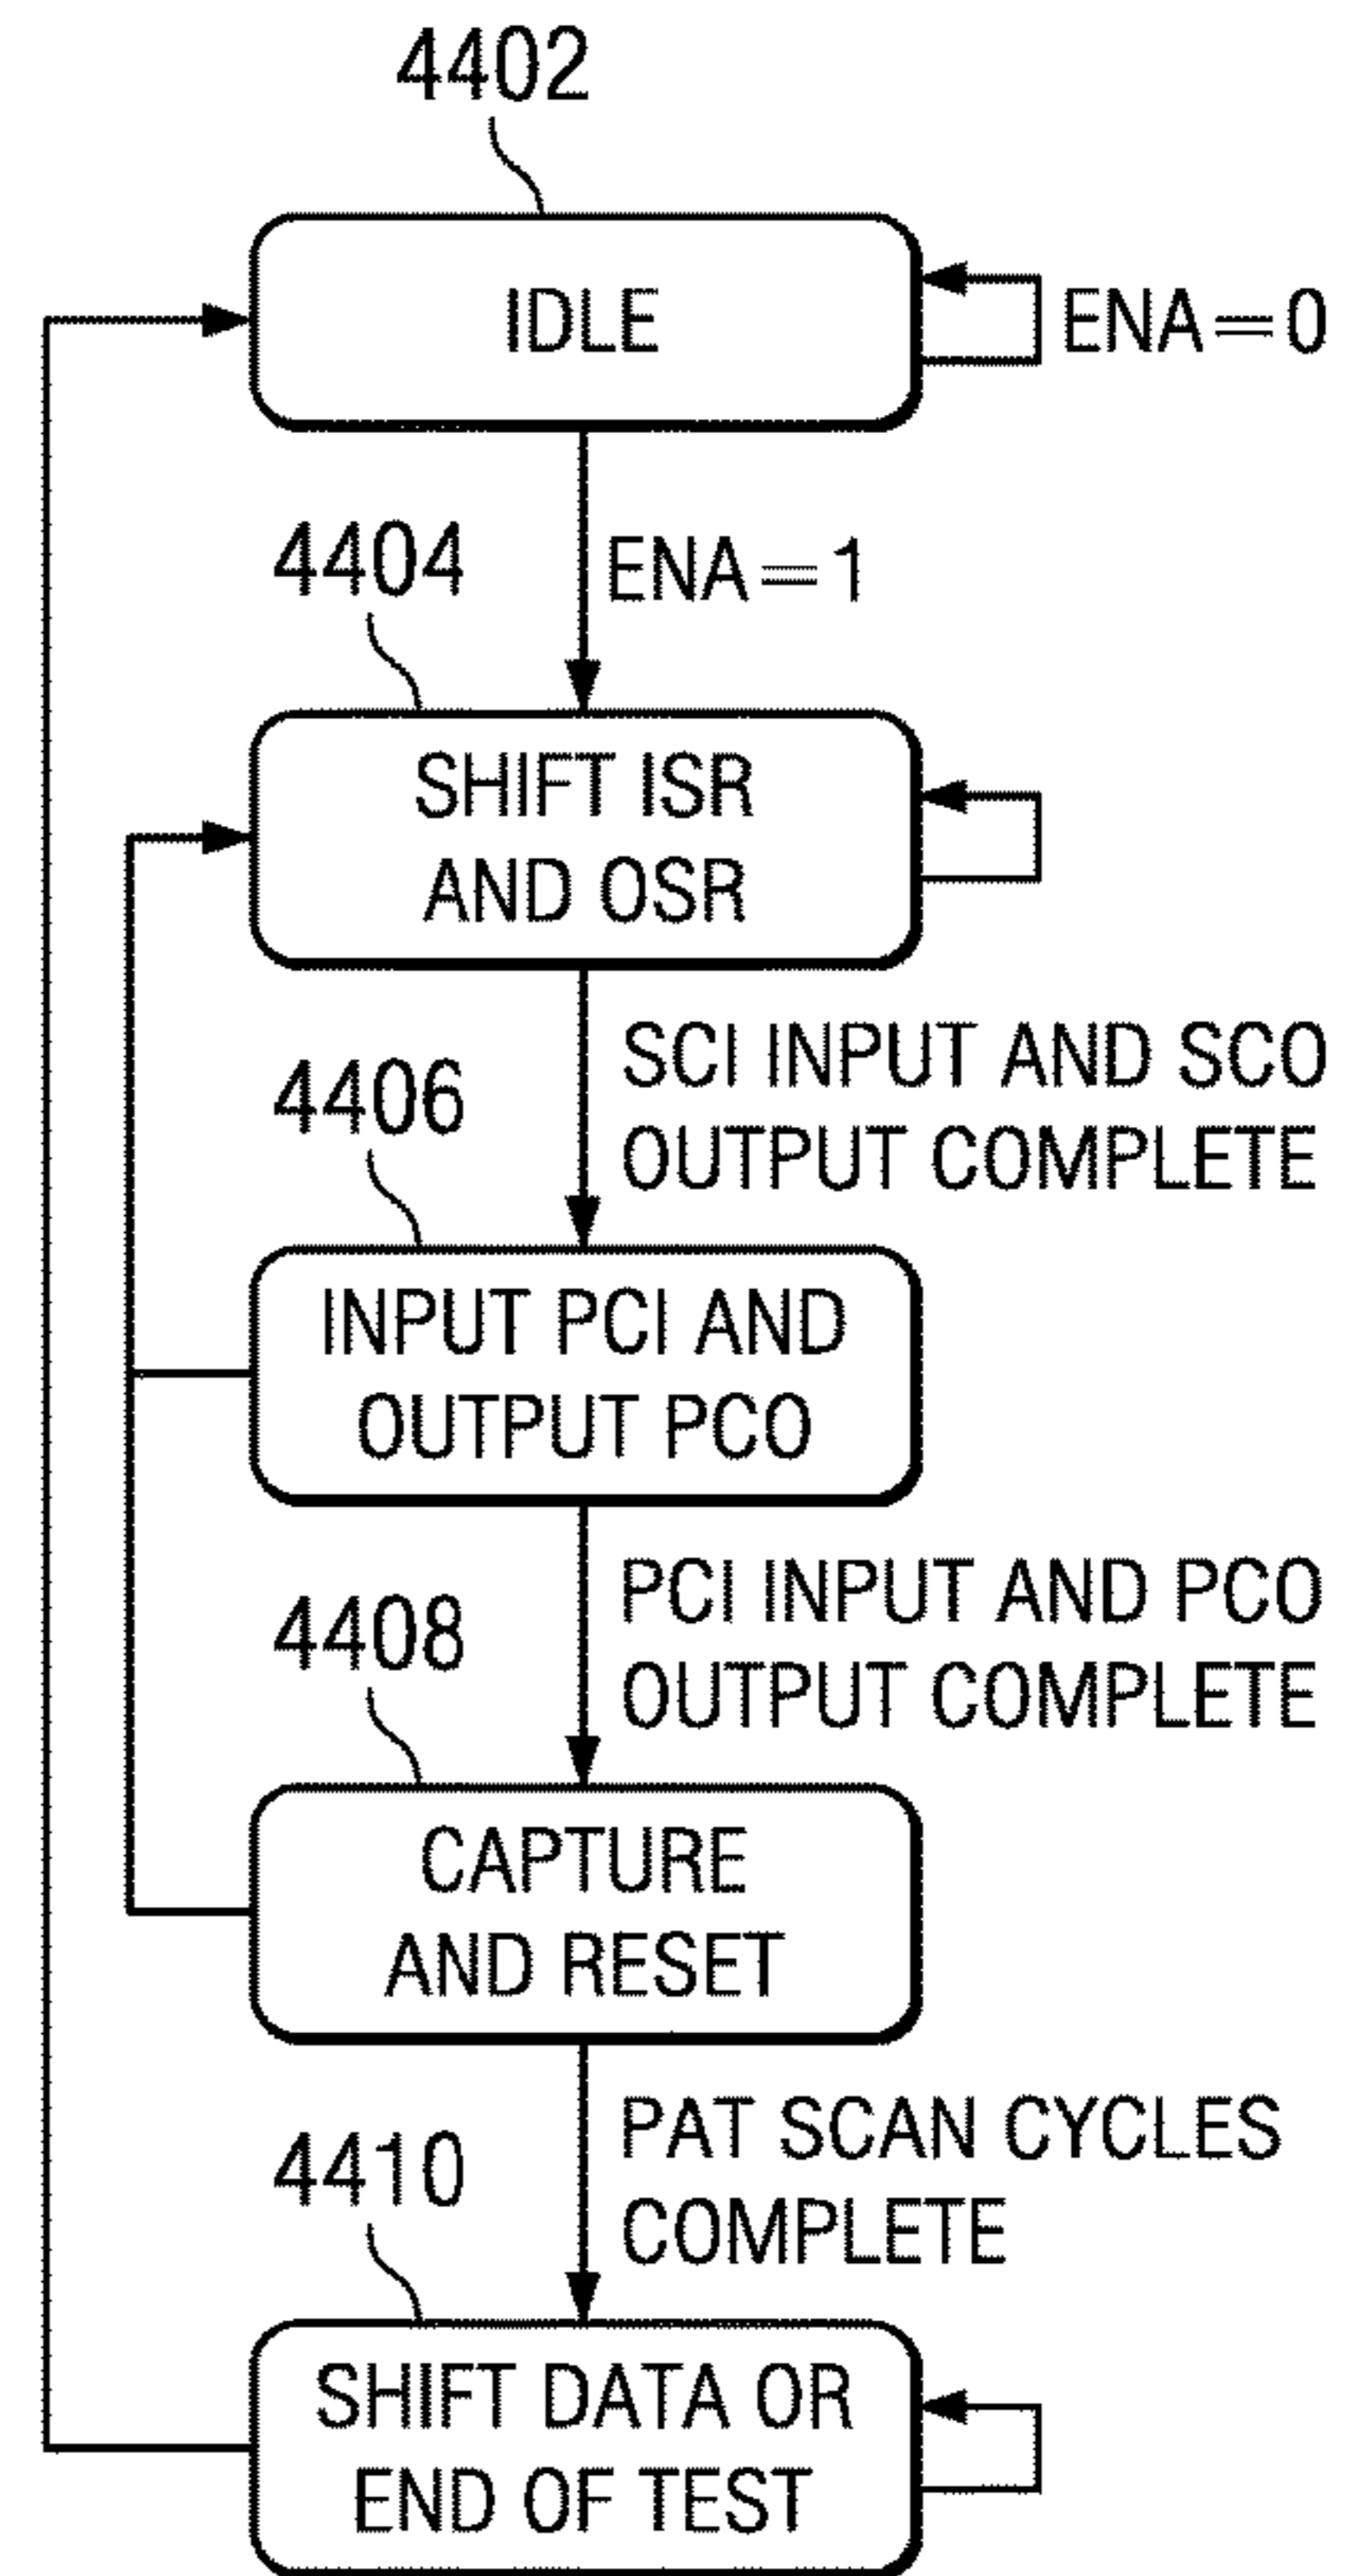 4402
IDLE
ENA=0
4404
ENA=1
SHIFT ISR
AND OSR
SCI INPUT AND SCO
OUTPUT COMPLETE
4406
INPUT PCI AND
OUTPUT PCO
PCI INPUT AND PCO
OUTPUT COMPLETE
4408
CAPTURE
AND RESET
PAT SCAN CYCLES
COMPLETE
4410
SHIFT DATA OR
END OF TEST